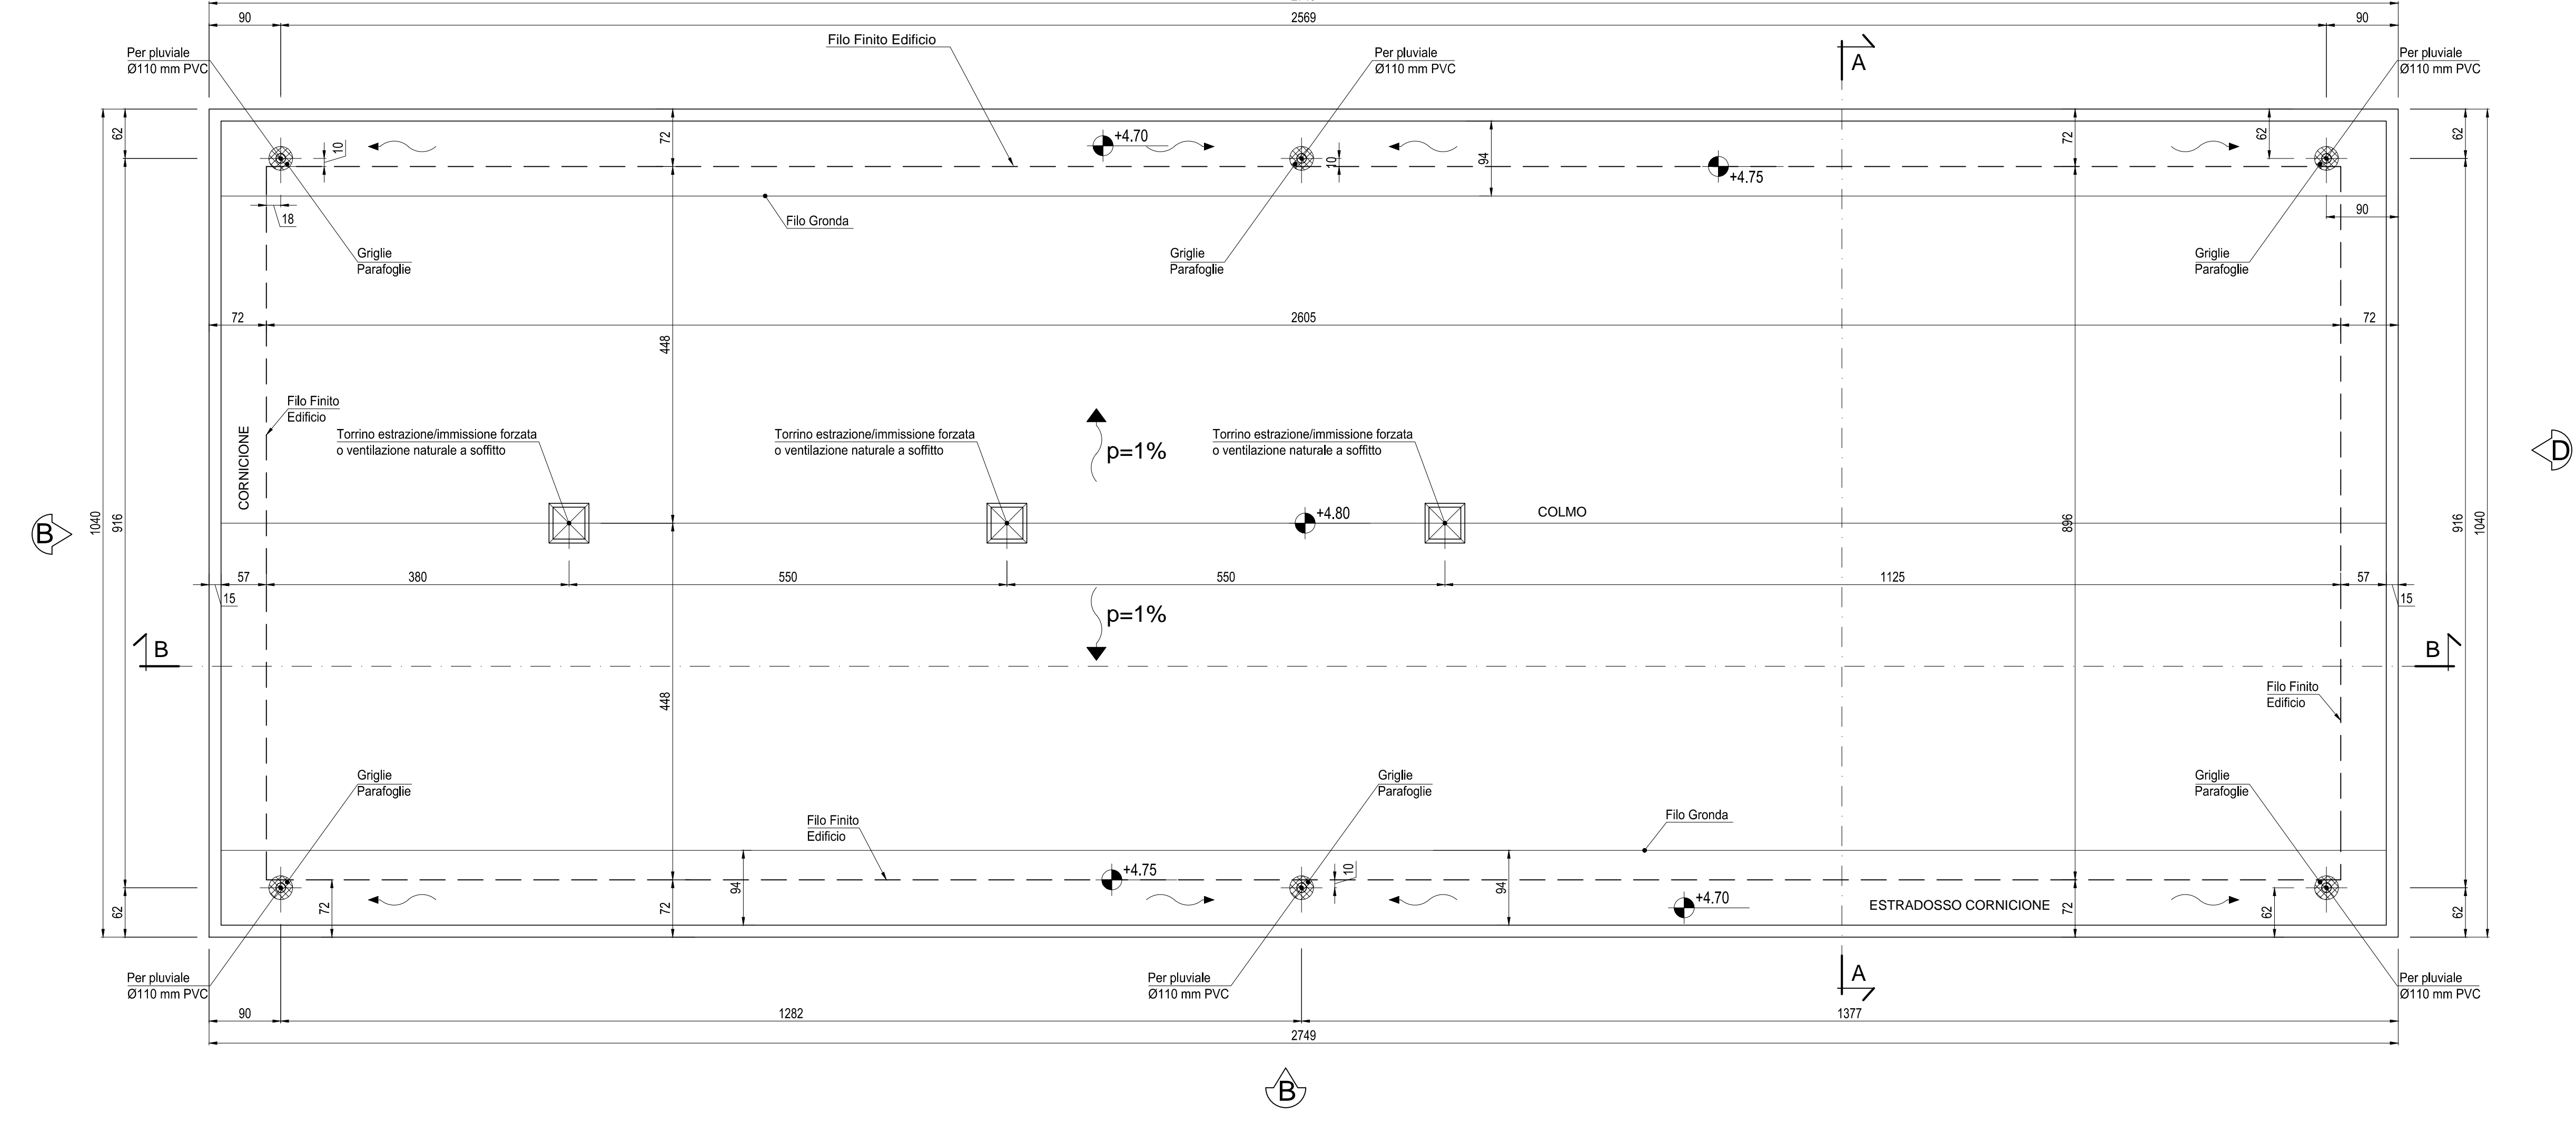 90
2569
90
Per pluviale
Ø110 mm PVC
Filo Finito Edificio
Per pluviale
Ø110 mm PVC
A
Per pluviale
Ø110 mm PVC
62
10
72
+4.70
10
94
+4.75
72
62
62
18
Filo Gronda
90
Griglie
Parafoglie
Griglie
Parafoglie
Griglie
Parafoglie
72
2605
72
448
CORNICIONE
Filo Finito
Edificio
Torrino estrazione/immissione forzata
o ventilazione naturale a soffitto
Torrino estrazione/immissione forzata
o ventilazione naturale a soffitto
Torrino estrazione/immissione forzata
o ventilazione naturale a soffitto
p=1%
D
B
1040
916
+4.80
COLMO
896
916
1040
57
380
550
550
1125
57
15
15
p=1%
B
B
448
Filo Finito
Edificio
Griglie
Parafoglie
Griglie
Parafoglie
Griglie
Parafoglie
Filo Finito
Edificio
Filo Gronda
62
72
72
94
+4.75
10
94
+4.70
ESTRADOSSO CORNICIONE
72
62
62
Per pluviale
Ø110 mm PVC
Per pluviale
Ø110 mm PVC
A
Per pluviale
Ø110 mm PVC
90
1282
1377
2749
B